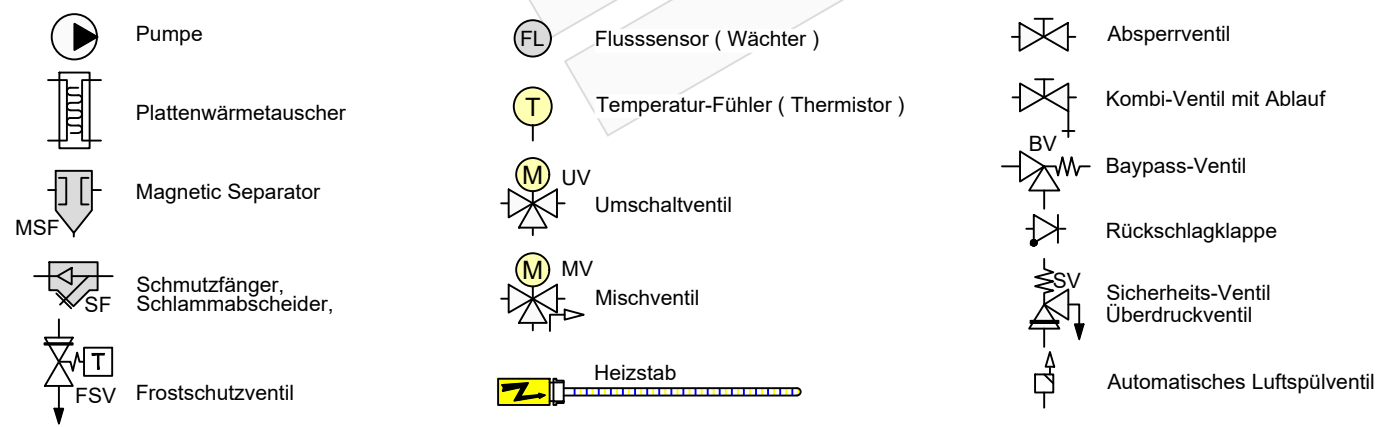 Pumpe
Plattenwärmetauscher
Magnetic Separator
MSF
Schmutzfänger,
Schlammabscheider,
SF
T
FSV
Frostschutzventil
FL
Flusssensor ( Wächter )
T
Temperatur-Fühler ( Thermistor )
M
UV
Umschaltventil
M
MV
Mischventil
Heizstab
Absperrventil
Kombi-Ventil mit Ablauf
BV
Baypass-Ventil
Rückschlagklappe
SV
Sicherheits-Ventil
Überdruckventil
Automatisches Luftspülventil